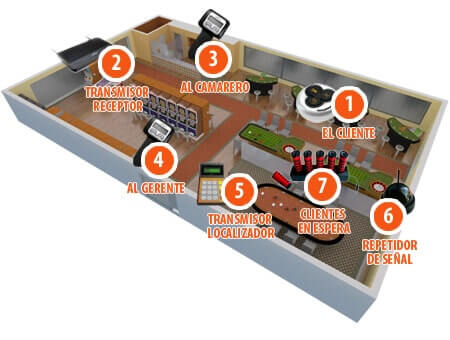 1
EL CLIENTE
2
TRANSMISOR
RECEPTOR
3
AL CAMARERO
4
AL GERENTE
5
TRANSMISOR
LOCALIZADOR
6
REPETIDOR
DE SEÑAL
7
CLIENTES
EN ESPERA